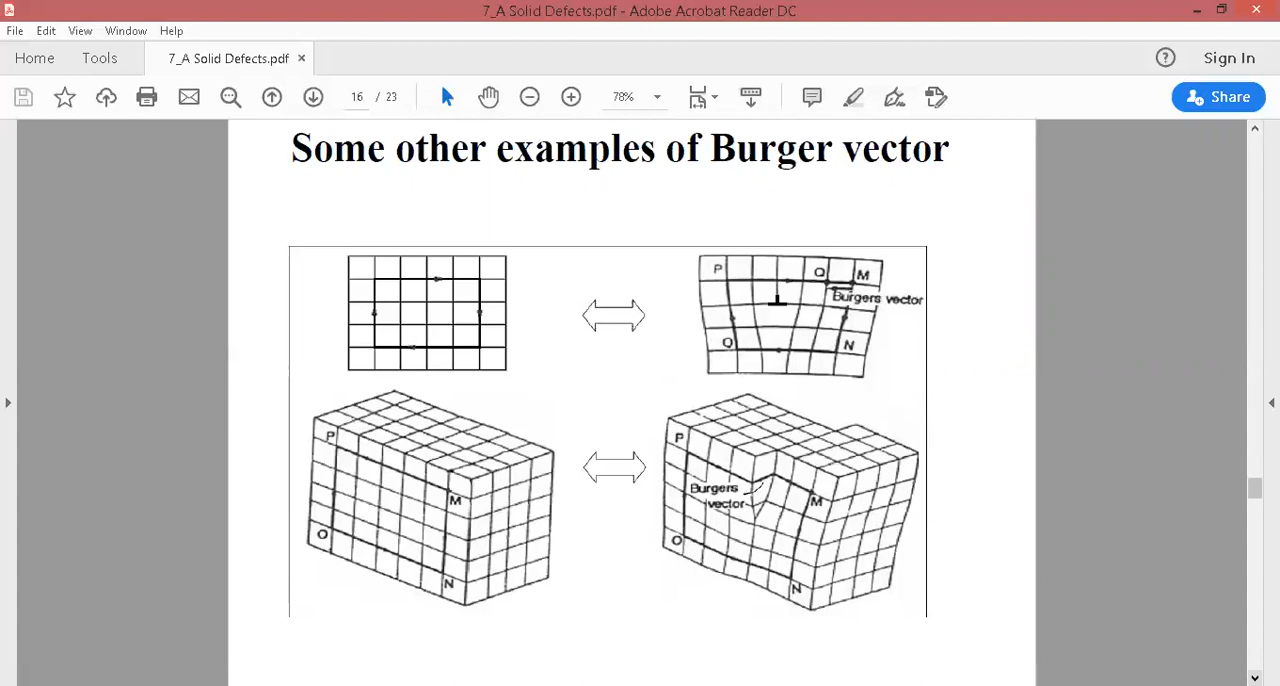 7_A Solid Defects.pdf - Adobe Acrobat Reader DC
File Edit View Window Help
Home Tools 7_A Solid Defects.pdf × Sign In
16 / 23 78% Share
Some other examples of Burger vector
P Q M
Burgers vector
Q N
P
M
O
N
P
Burgers
vector
M
O
N